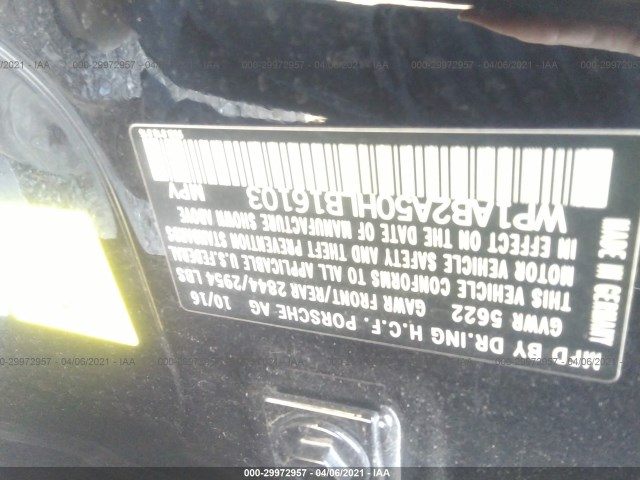 MFD BY DR.ING H.C.F. PORSCHE AG 10/16
GVWR 5622 GAWR FRONT/REAR 2844/2954 LBS
THIS VEHICLE CONFORMS TO ALL APPLICABLE U.S.FEDERAL
MOTOR VEHICLE SAFETY AND THEFT PREVENTION STANDARDS
IN EFFECT ON THE DATE OF MANUFACTURE SHOWN ABOVE
WP1AB2A50HLB16103 MPV
MADE IN GERMANY
000-29972957 - 04/06/2021 - IAA